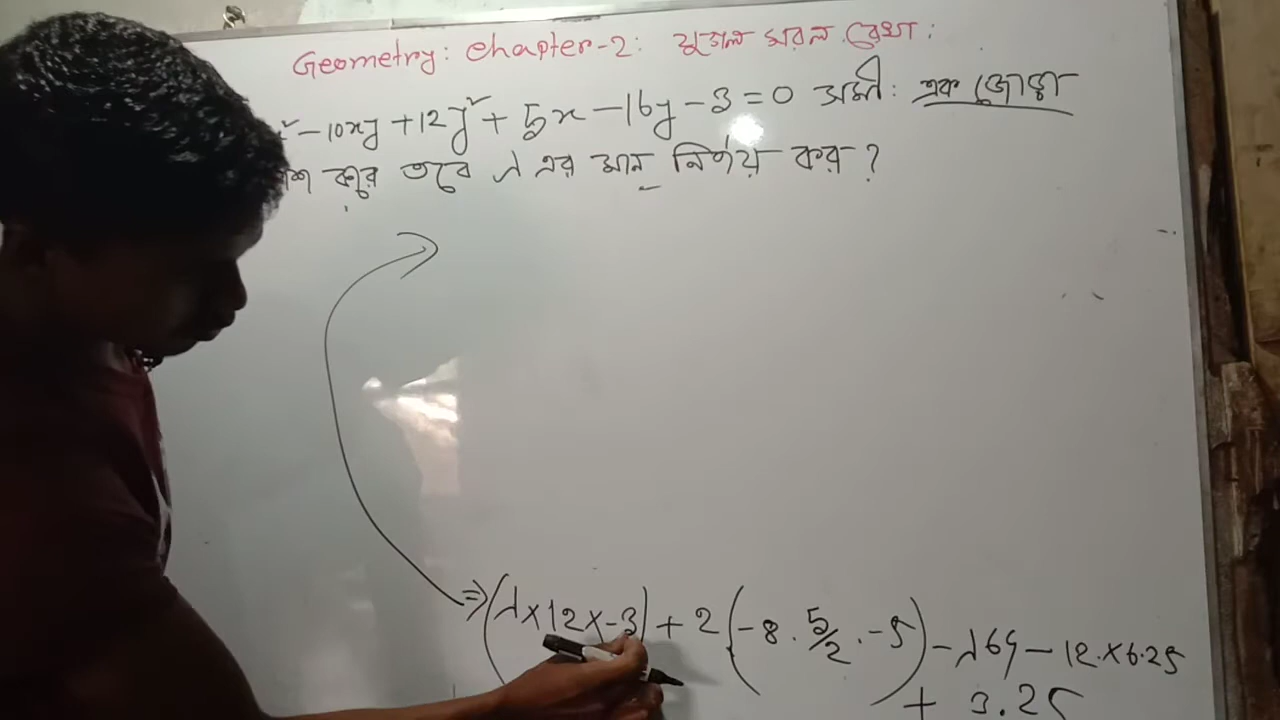 Geometry: Chapter-2: যুগল সরল রেখা:
² - 10xy + 12y² + 5x - 16y - 3 = 0 সমী: এক জোড়া
করে তবে λ এর মান নির্ণয় কর ?
⇒ (λ×12×-3) + 2 (-8 . 5/2 . -5) - λ64 - 12.×6.25
+ 3.25